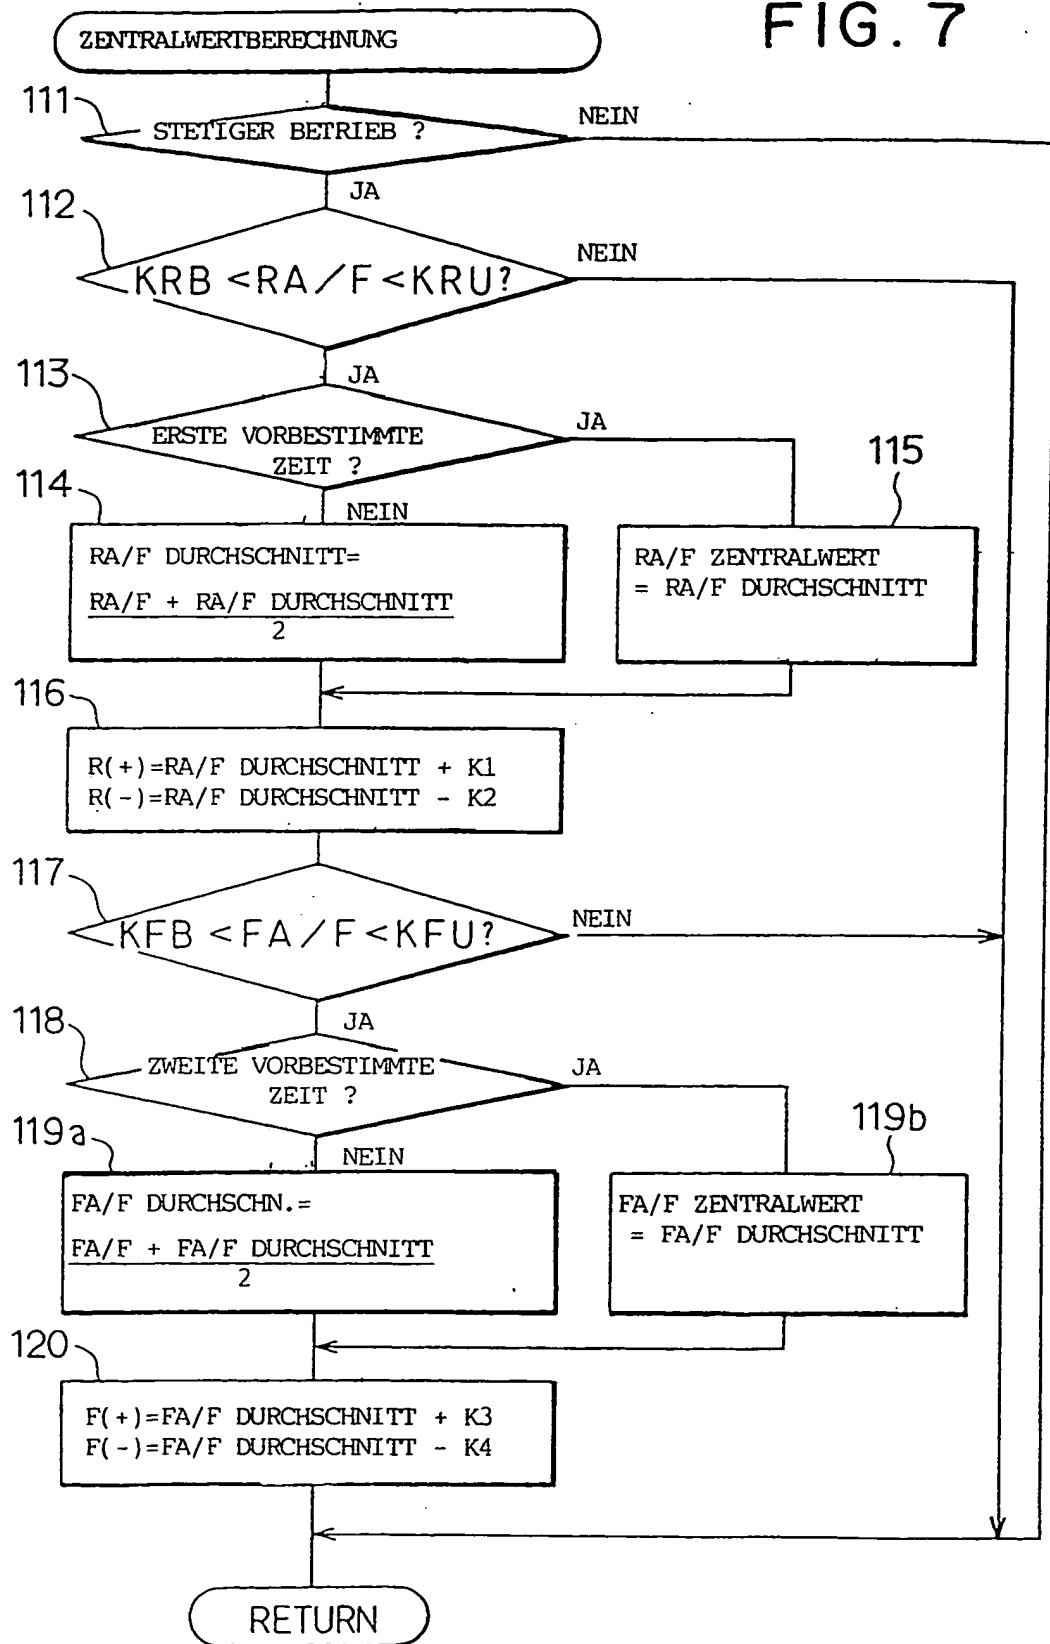 FIG. 7
ZENTRALWERTBERECHNUNG
111
STETIGER BETRIEB ?
NEIN
JA
112
KRB < RA/F < KRU?
NEIN
JA
113
ERSTE VORBESTIMMTE
ZEIT ?
JA
NEIN
114
RA/F DURCHSCHNITT=
RA/F + RA/F DURCHSCHNITT
2
115
RA/F ZENTRALWERT
= RA/F DURCHSCHNITT
116
R(+)=RA/F DURCHSCHNITT + K1
R(-)=RA/F DURCHSCHNITT - K2
117
KFB < FA/F < KFU?
NEIN
JA
118
ZWEITE VORBESTIMMTE
ZEIT ?
JA
NEIN
119a
FA/F DURCHSCHN.=
FA/F + FA/F DURCHSCHNITT
2
119b
FA/F ZENTRALWERT
= FA/F DURCHSCHNITT
120
F(+)=FA/F DURCHSCHNITT + K3
F(-)=FA/F DURCHSCHNITT - K4
RETURN